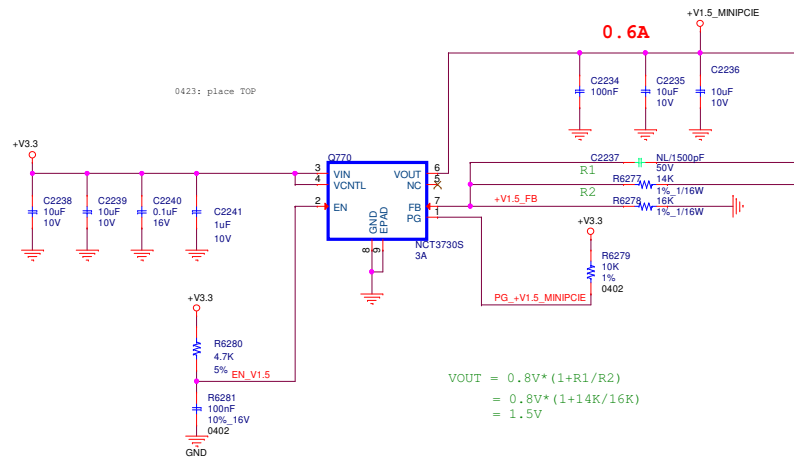 +V1.5_MINIPCIE
0.6A
C2234
100nF
C2235
10uF
10V
C2236
10uF
10V
0423: place TOP
+V3.3
Q770
3
VIN
4
VCNTL
2
EN
VOUT
6
NC
5
FB
7
PG
1
GND
EPAD
8
9
NCT3730S
3A
C2237
NL/1500pF
50V
R1
R6277
14K
1%_1/16W
R2
R6278
16K
1%_1/16W
+V1.5_FB
C2238
10uF
10V
C2239
10uF
10V
C2240
0.1uF
16V
C2241
1uF
10V
+V3.3
R6279
10K
1%
0402
PG_+V1.5_MINIPCIE
+V3.3
R6280
4.7K
5%
EN_V1.5
R6281
100nF
10%_16V
0402
GND
VOUT = 0.8V*(1+R1/R2)
= 0.8V*(1+14K/16K)
= 1.5V